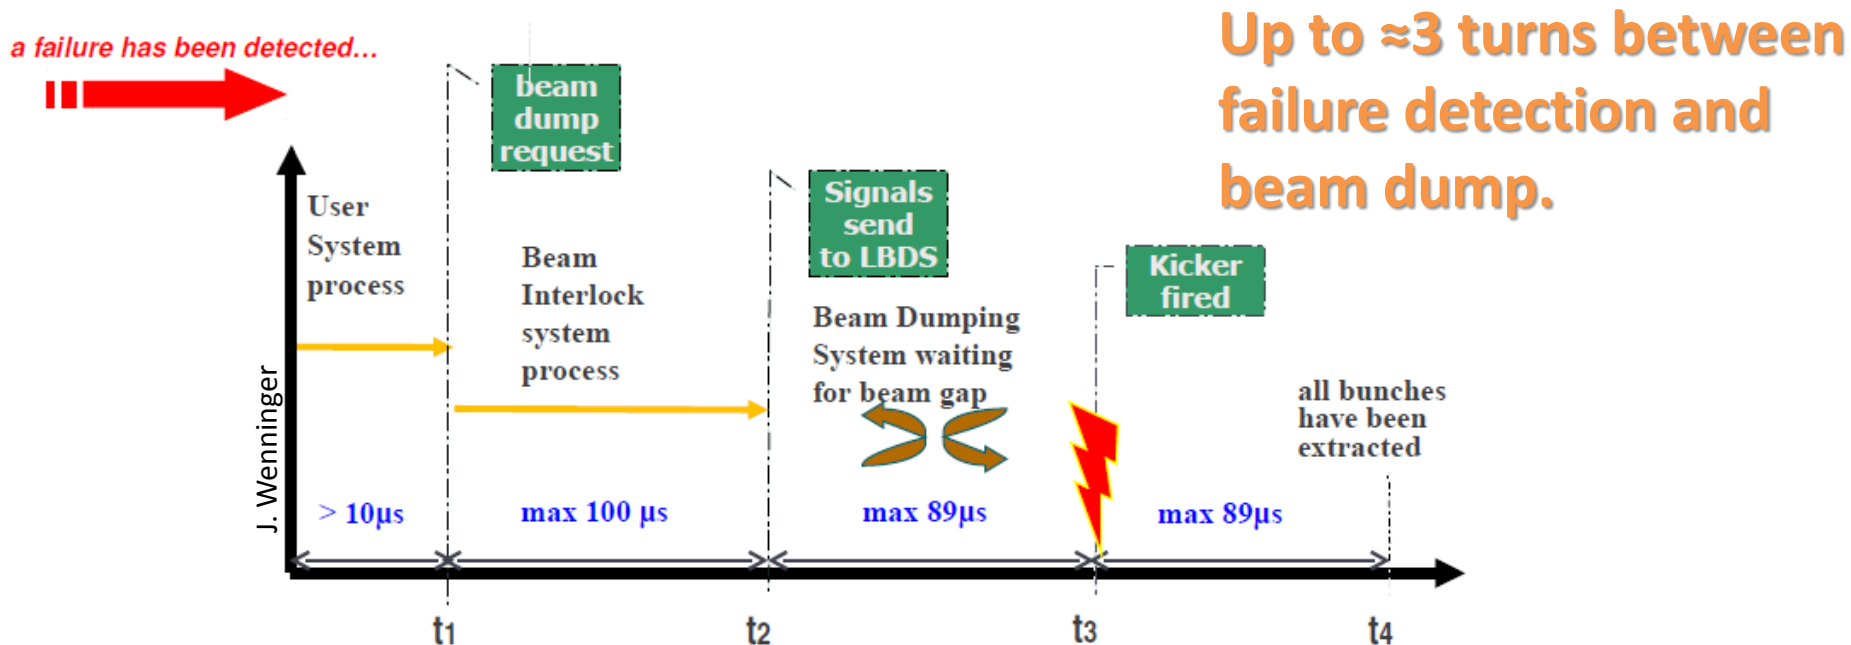 a failure has been detected...
Up to ≈3 turns between
failure detection and
beam dump.
beam
dump
request
User
System
process
Signals
send
to LBDS
Beam
Interlock
system
process
Kicker
fired
Beam Dumping
System waiting
for beam gap
all bunches
have been
extracted
J. Wenninger
> 10µs
max 100 µs
max 89µs
max 89µs
t1
t2
t3
t4